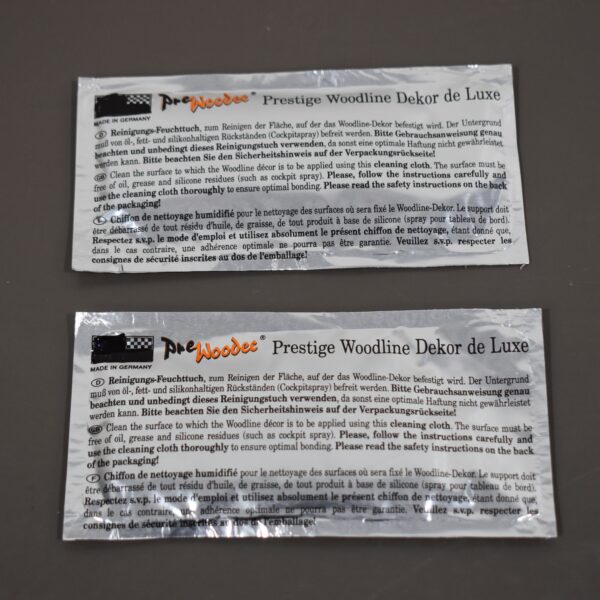 PreWoodec® Prestige Woodline Dekor de Luxe
MADE IN GERMANY
D Reinigungs-Feuchttuch, zum Reinigen der Fläche, auf der das Woodline-Dekor befestigt wird. Der Untergrund
muß von öl-, fett- und silikonhaltigen Rückständen (Cockpitspray) befreit werden. Bitte Gebrauchsanweisung genau
beachten und unbedingt dieses Reinigungstuch verwenden, da sonst eine optimale Haftung nicht gewährleistet
werden kann. Bitte beachten Sie den Sicherheitshinweis auf der Verpackungsrückseite!
GB Clean the surface to which the Woodline décor is to be applied using this cleaning cloth. The surface must be
free of oil, grease and silicone residues (such as cockpit spray). Please, follow the instructions carefully and
use the cleaning cloth thoroughly to ensure optimal bonding. Please read the safety instructions on the back
of the packaging!
F Chiffon de nettoyage humidifié pour le nettoyage des surfaces où sera fixé le Woodline-Dekor. Le support doit
être débarrassé de tout résidu d'huile, de graisse, de tout produit à base de silicone (spray pour tableau de bord).
Respectez s.v.p. le mode d'emploi et utilisez absolument le présent chiffon de nettoyage, étant donné que,
dans le cas contraire, une adhérence optimale ne pourra pas être garantie. Veuillez s.v.p. respecter les
consignes de sécurité inscrites au dos de l'emballage!
PreWoodec® Prestige Woodline Dekor de Luxe
MADE IN GERMANY
D Reinigungs-Feuchttuch, zum Reinigen der Fläche, auf der das Woodline-Dekor befestigt wird. Der Untergrund
muß von öl-, fett- und silikonhaltigen Rückständen (Cockpitspray) befreit werden. Bitte Gebrauchsanweisung genau
beachten und unbedingt dieses Reinigungstuch verwenden, da sonst eine optimale Haftung nicht gewährleistet
werden kann. Bitte beachten Sie den Sicherheitshinweis auf der Verpackungsrückseite!
GB Clean the surface to which the Woodline décor is to be applied using this cleaning cloth. The surface must be
free of oil, grease and silicone residues (such as cockpit spray). Please, follow the instructions carefully and
use the cleaning cloth thoroughly to ensure optimal bonding. Please read the safety instructions on the back
of the packaging!
F Chiffon de nettoyage humidifié pour le nettoyage des surfaces où sera fixé le Woodline-Dekor. Le support doit
être débarrassé de tout résidu d'huile, de graisse, de tout produit à base de silicone (spray pour tableau de bord).
Respectez s.v.p. le mode d'emploi et utilisez absolument le présent chiffon de nettoyage, étant donné que,
dans le cas contraire, une adhérence optimale ne pourra pas être garantie. Veuillez s.v.p. respecter les
consignes de sécurité inscrites au dos de l'emballage!